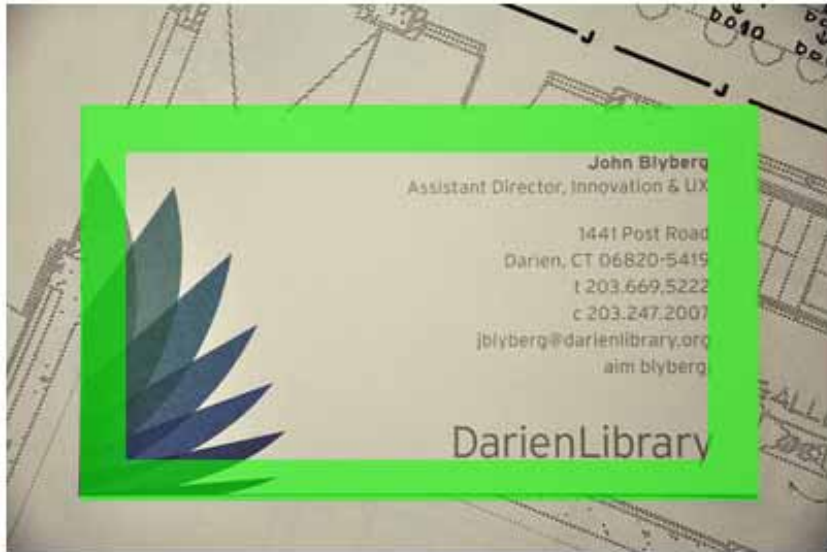 DO10
J
J
John Blyberg
Assistant Director, Innovation & UX
1441 Post Road
Darien, CT 06820-5419
t 203.669.5222
c 203.247.2007
jblyberg@darienlibrary.org
aim blyberg
DarienLibrary